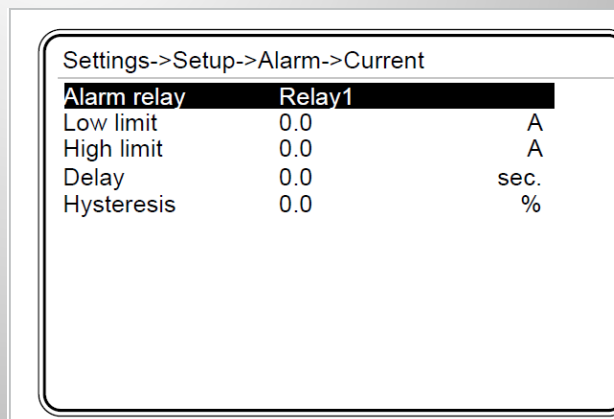 Settings->Setup->Alarm->Current
Alarm relay Relay1
Low limit 0.0 A
High limit 0.0 A
Delay 0.0 sec.
Hysteresis 0.0 %